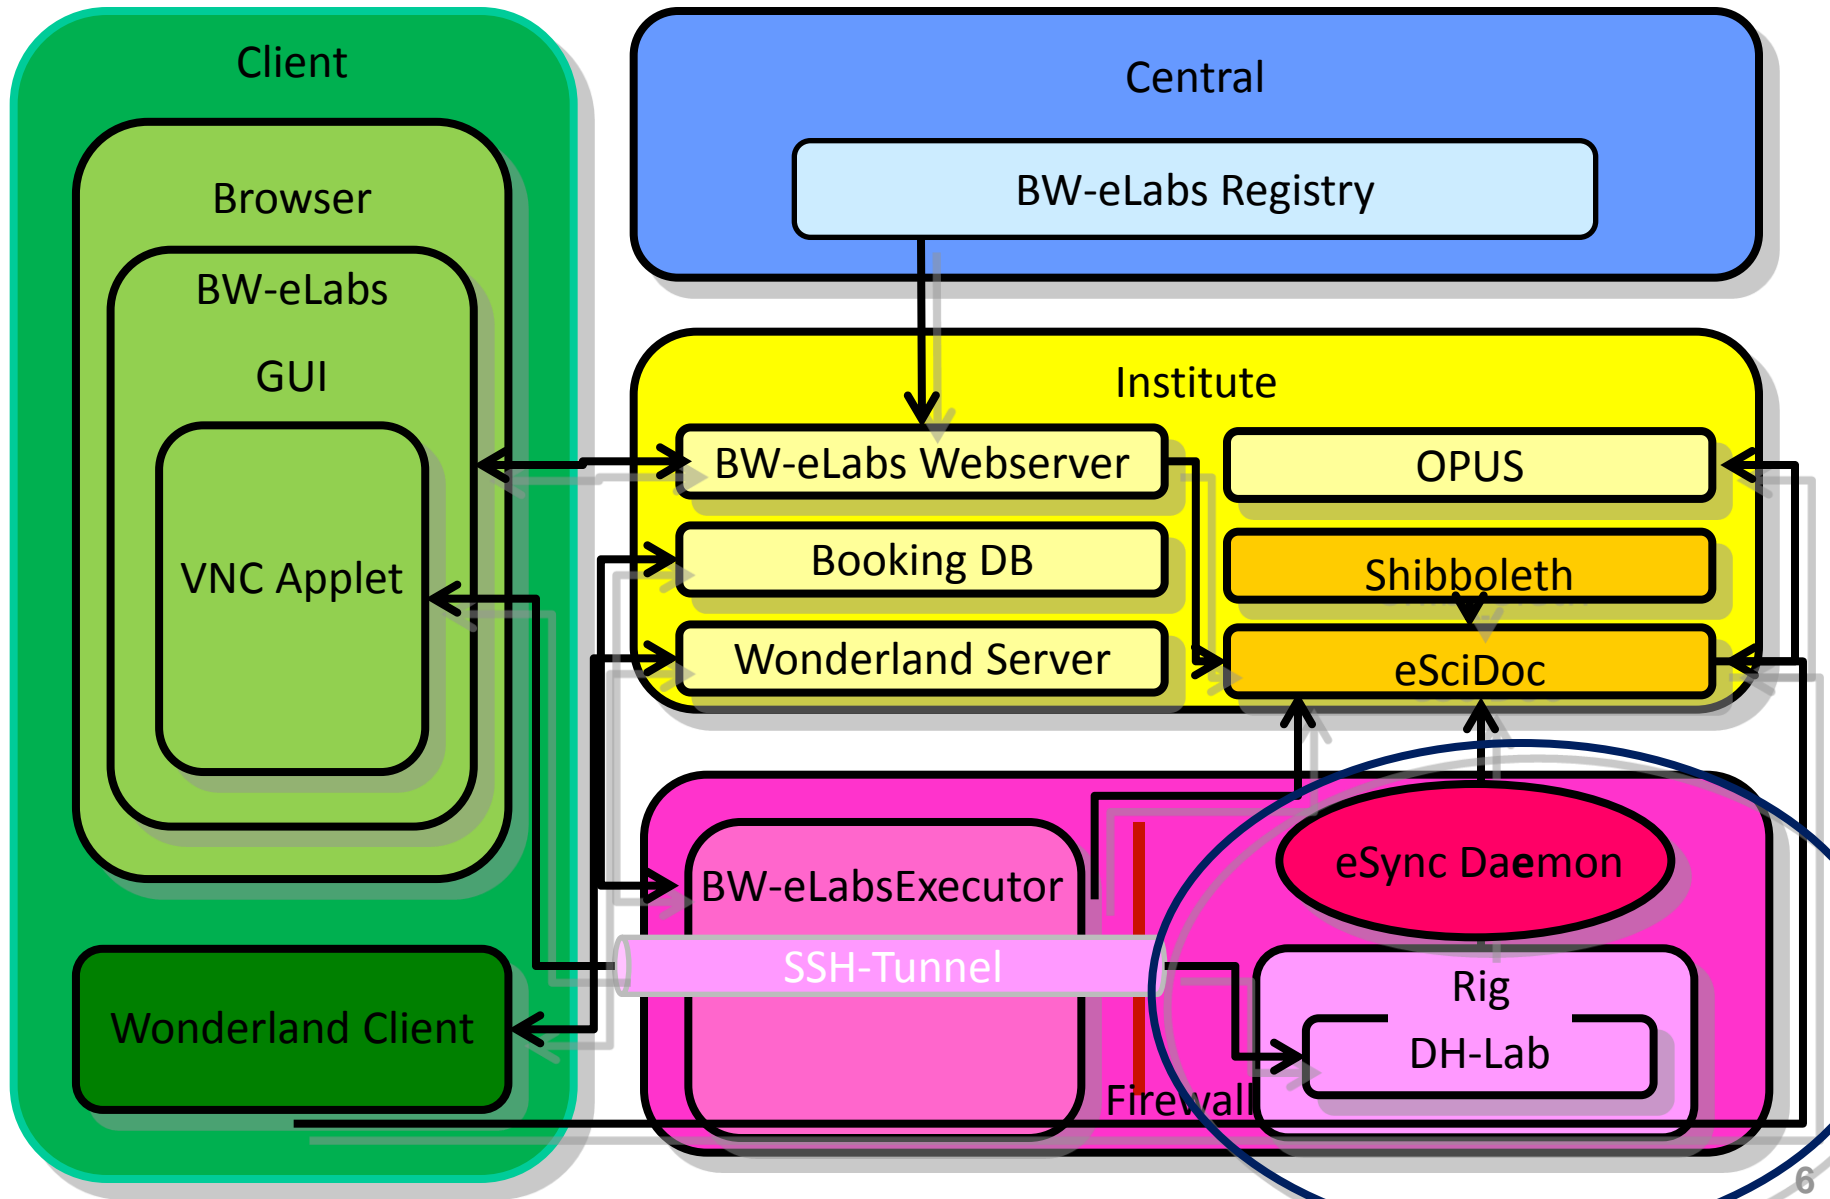 Client
Browser
BW-eLabs
GUI
VNC Applet
Wonderland Client
Central
BW-eLabs Registry
Institute
BW-eLabs Webserver
OPUS
Booking DB
Shibboleth
Wonderland Server
eSciDoc
BW-eLabsExecutor
SSH-Tunnel
Firewall
eSync Daemon
Rig
DH-Lab
6